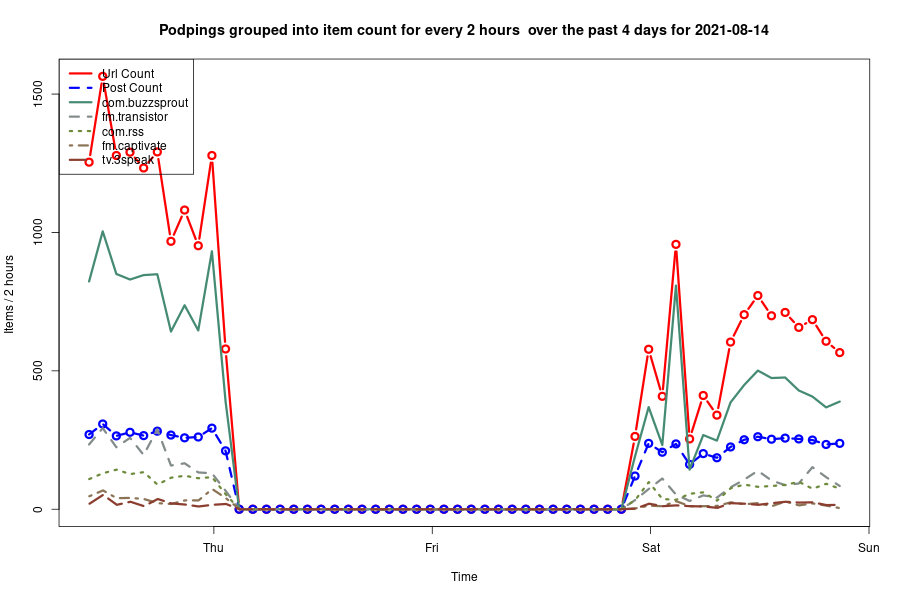 Podpings grouped into item count for every 2 hours  over the past 4 days for 2021-08-14
Url Count
Post Count
com.buzzsprout
fm.transistor
com.rss
fm.captivate
tv.3speak
1500
1000
500
0
Items / 2 hours
Thu
Fri
Sat
Sun
Time